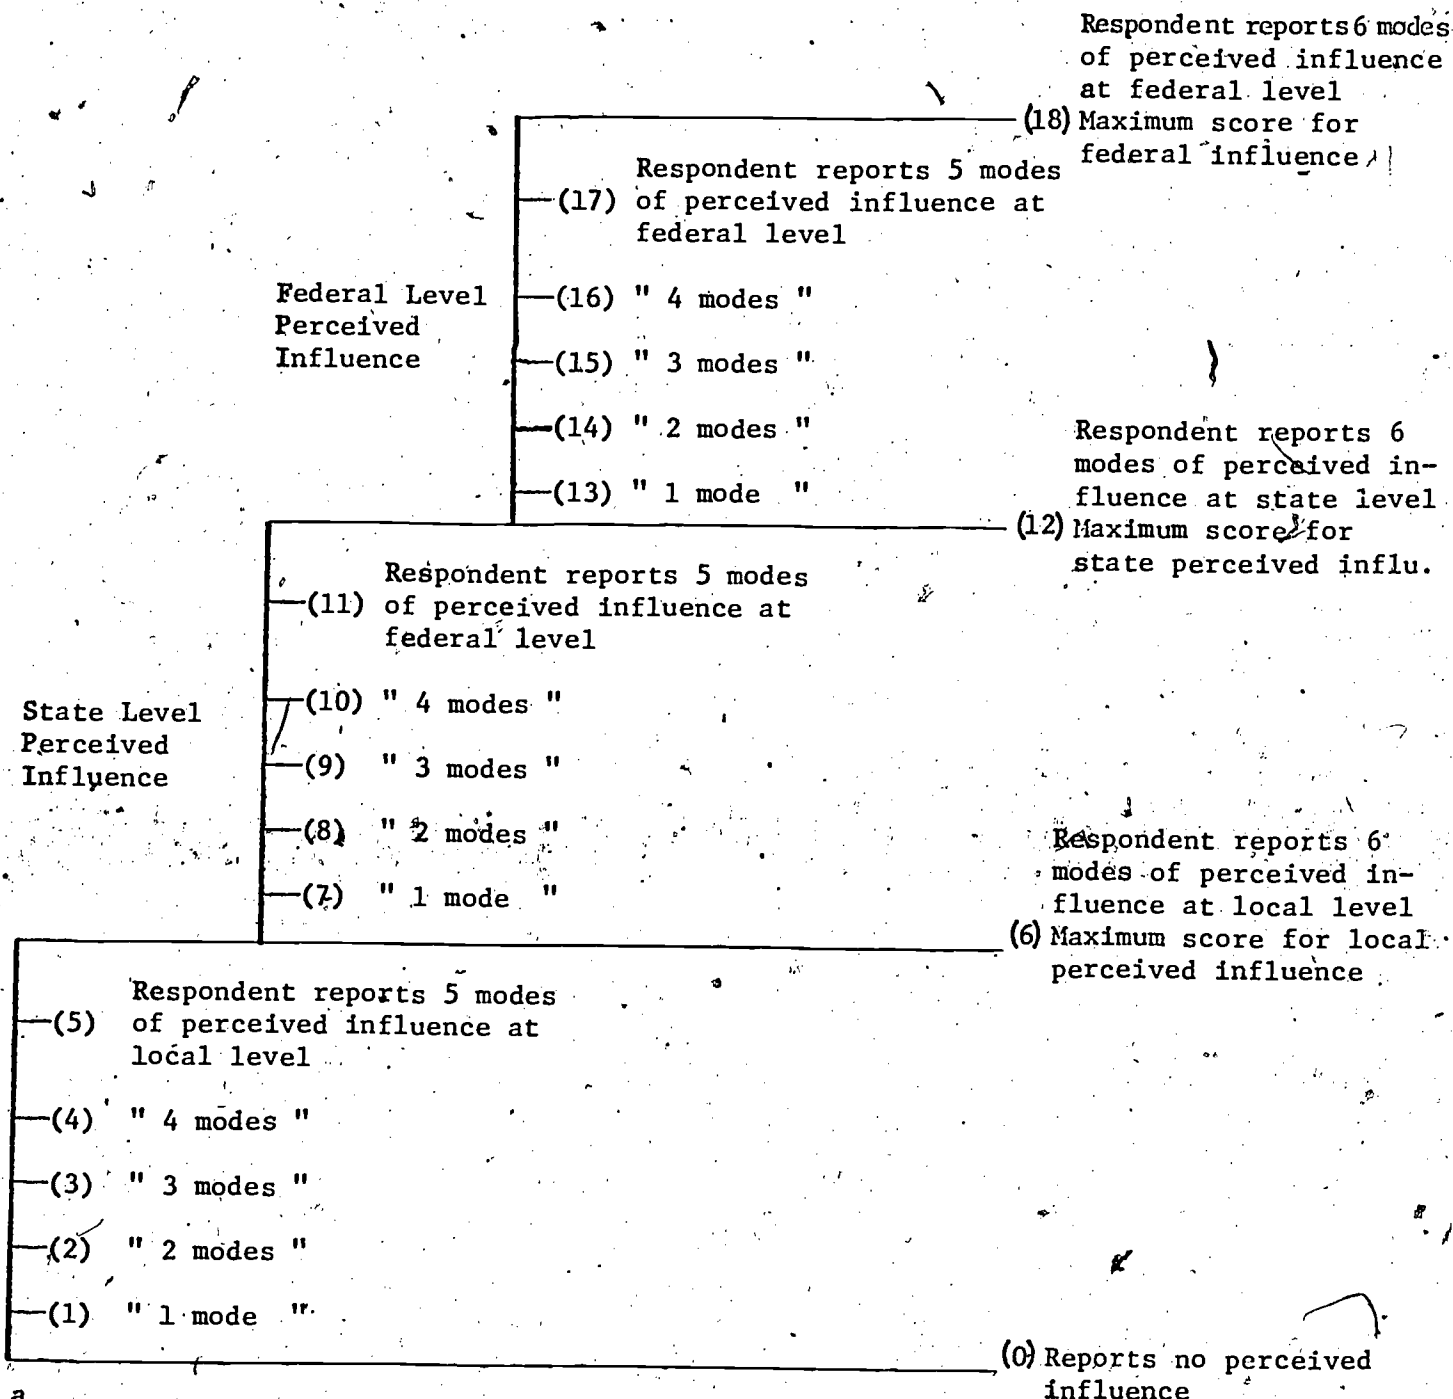 Respondent reports 6 modes
of perceived influence
at federal level
(18) Maximum score for
federal influence
Respondent reports 5 modes
(17) of perceived influence at
federal level
Federal Level
Perceived
Influence
(16) " 4 modes "
(15) " 3 modes "
(14) " 2 modes "
(13) " 1 mode "
Respondent reports 6
modes of perceived in-
fluence at state level
(12) Maximum score for
state perceived influ.
Respondent reports 5 modes
(11) of perceived influence at
federal level
State Level
Perceived
Influence
(10) " 4 modes "
(9) " 3 modes "
(8) " 2 modes "
(7) " 1 mode "
Respondent reports 6
modes of perceived in-
fluence at local level
(6) Maximum score for local
perceived influence
Respondent reports 5 modes
(5) of perceived influence at
local level
(4) " 4 modes "
(3) " 3 modes "
(2) " 2 modes "
(1) " 1 mode "
(0) Reports no perceived
influence
a